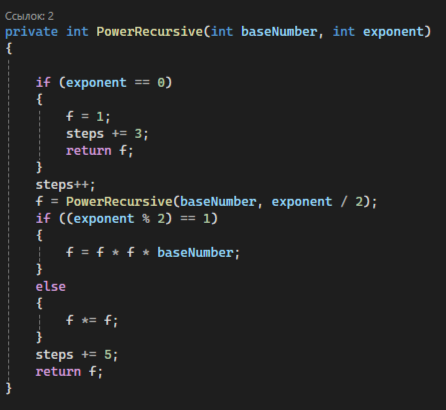 Ссылок: 2
private int PowerRecursive(int baseNumber, int exponent)
{
if (exponent == 0)
{
f = 1;
steps += 3;
return f;
}
steps++;
f = PowerRecursive(baseNumber, exponent / 2);
if ((exponent % 2) == 1)
{
f = f * f * baseNumber;
}
else
{
f *= f;
}
steps += 5;
return f;
}